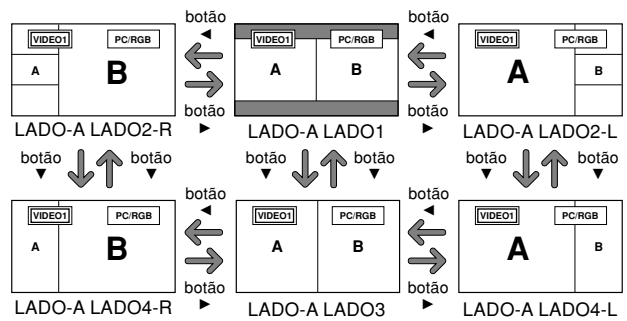 botão botão
◄ ◄
VIDEO1 PC/RGB VIDEO1 PC/RGB VIDEO1 PC/RGB
A B A B A B
botão botão
LADO-A LADO2-R ► LADO-A LADO1 ► LADO-A LADO2-L
botão botão botão botão botão botão
▼ ▼ ▼ ▼ ▼ ▼
botão botão
◄ ◄
VIDEO1 PC/RGB VIDEO1 PC/RGB VIDEO1 PC/RGB
A B A B A B
botão botão
LADO-A LADO4-R ► LADO-A LADO3 ► LADO-A LADO4-L